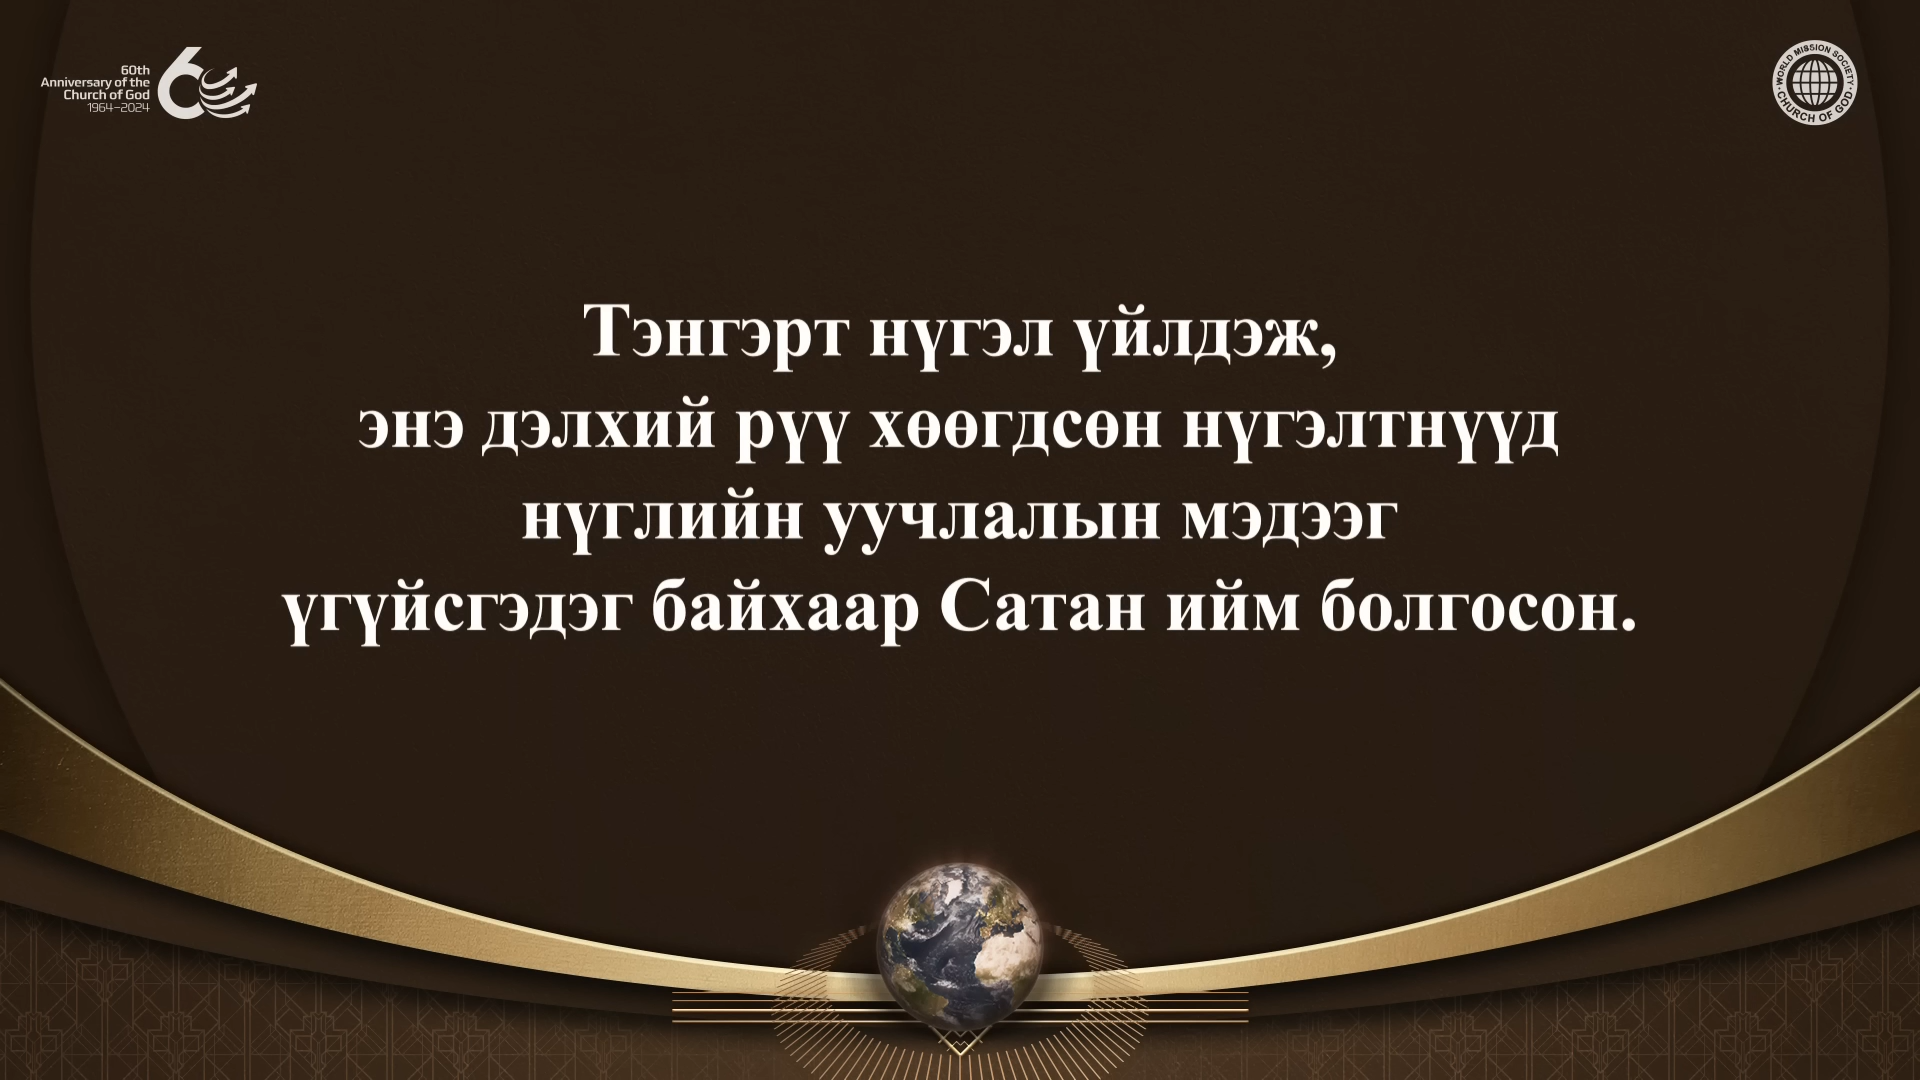 60th
Anniversary of the
Church of God
1964–2024
60
WORLD MISSION SOCIETY
CHURCH OF GOD
Тэнгэрт нүгэл үйлдэж,
энэ дэлхий рүү хөөгдсөн нүгэлтнүүд
нүглийн уучлалын мэдээг
үгүйсгэдэг байхаар Сатан ийм болгосон.